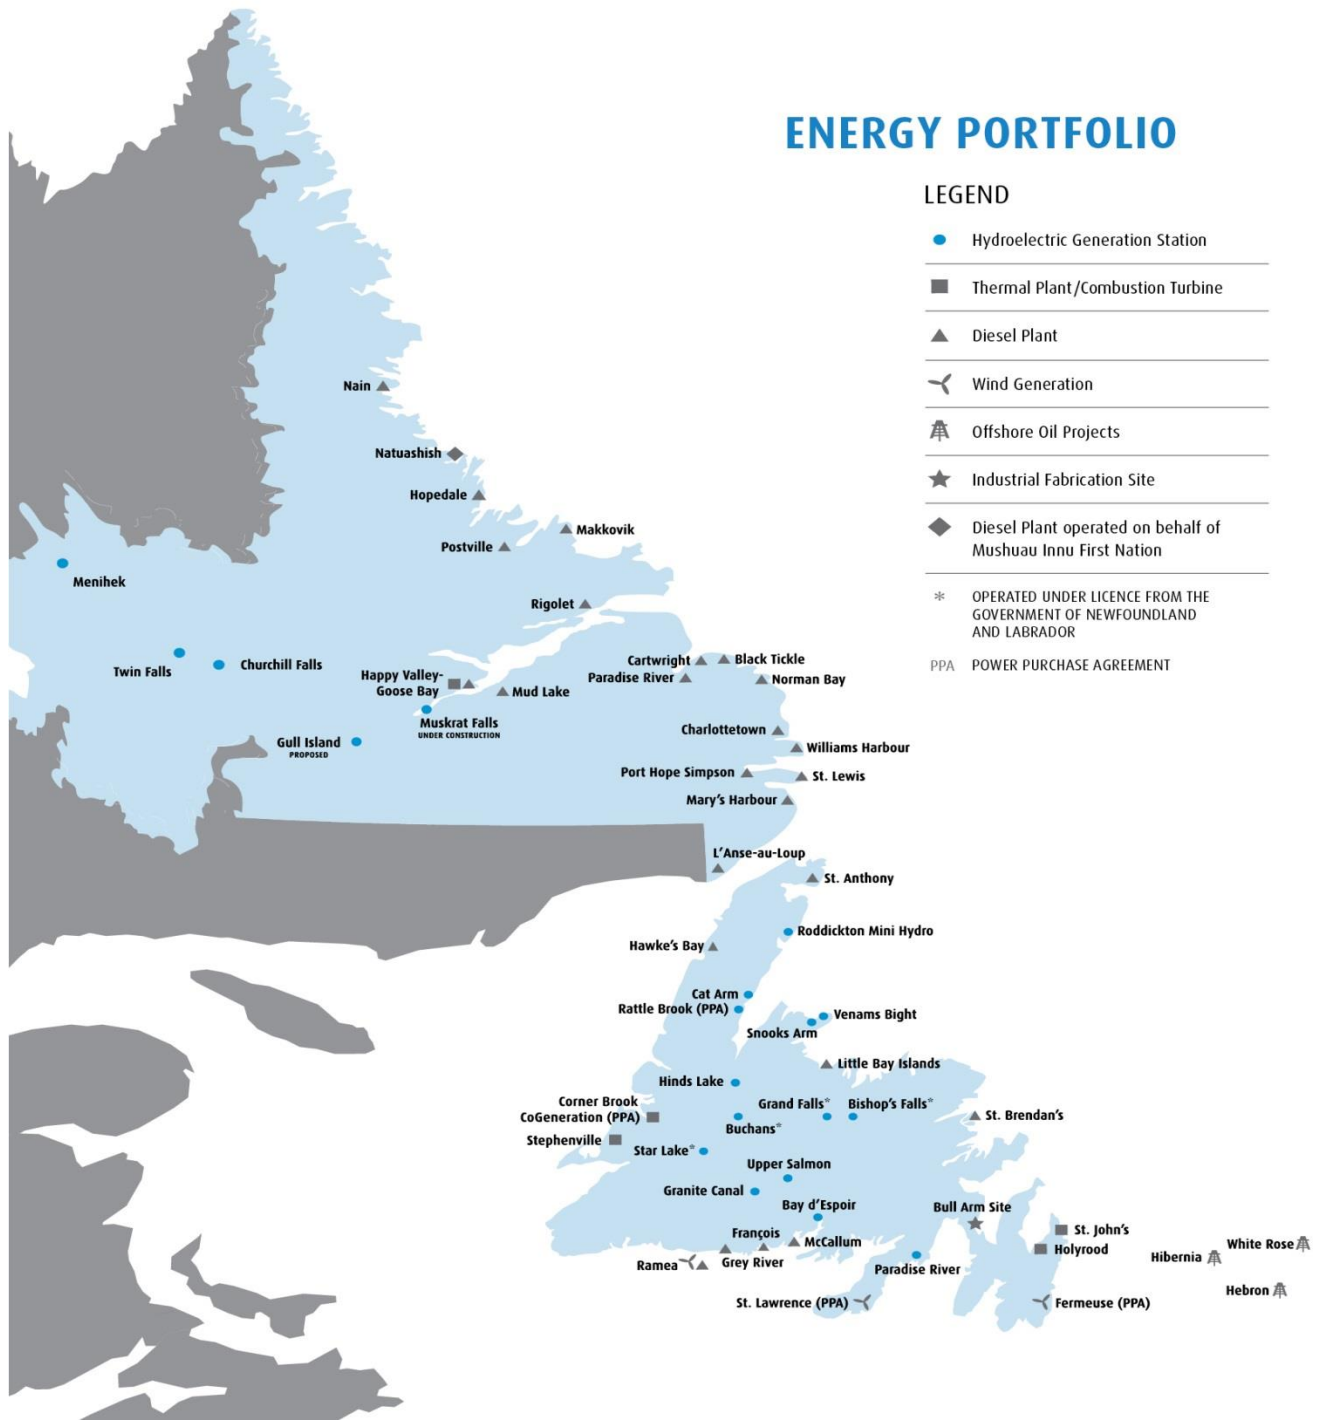 ENERGY PORTFOLIO
LEGEND
Hydroelectric Generation Station
Thermal Plant/Combustion Turbine
Diesel Plant
Wind Generation
Offshore Oil Projects
Industrial Fabrication Site
Diesel Plant operated on behalf of
Mushuau Innu First Nation
* OPERATED UNDER LICENCE FROM THE
GOVERNMENT OF NEWFOUNDLAND
AND LABRADOR
PPA POWER PURCHASE AGREEMENT
Nain
Natuashish
Hopedale
Makkovik
Postville
Menihek
Rigolet
Twin Falls
Churchill Falls
Happy Valley-
Goose Bay
Mud Lake
Cartwright
Black Tickle
Paradise River
Norman Bay
Muskrat Falls
UNDER CONSTRUCTION
Gull Island
PROPOSED
Charlottetown
Williams Harbour
Port Hope Simpson
St. Lewis
Mary's Harbour
L'Anse-au-Loup
St. Anthony
Roddickton Mini Hydro
Hawke's Bay
Cat Arm
Rattle Brook (PPA)
Venams Bight
Snooks Arm
Little Bay Islands
Hinds Lake
Corner Brook
CoGeneration (PPA)
Grand Falls*
Bishop's Falls*
St. Brendan's
Buchans*
Stephenville
Star Lake*
Upper Salmon
Granite Canal
Bay d'Espoir
Bull Arm Site
St. John's
François
McCallum
Holyrood
White Rose
Hibernia
Ramea
Grey River
Paradise River
Hebron
St. Lawrence (PPA)
Fermeuse (PPA)